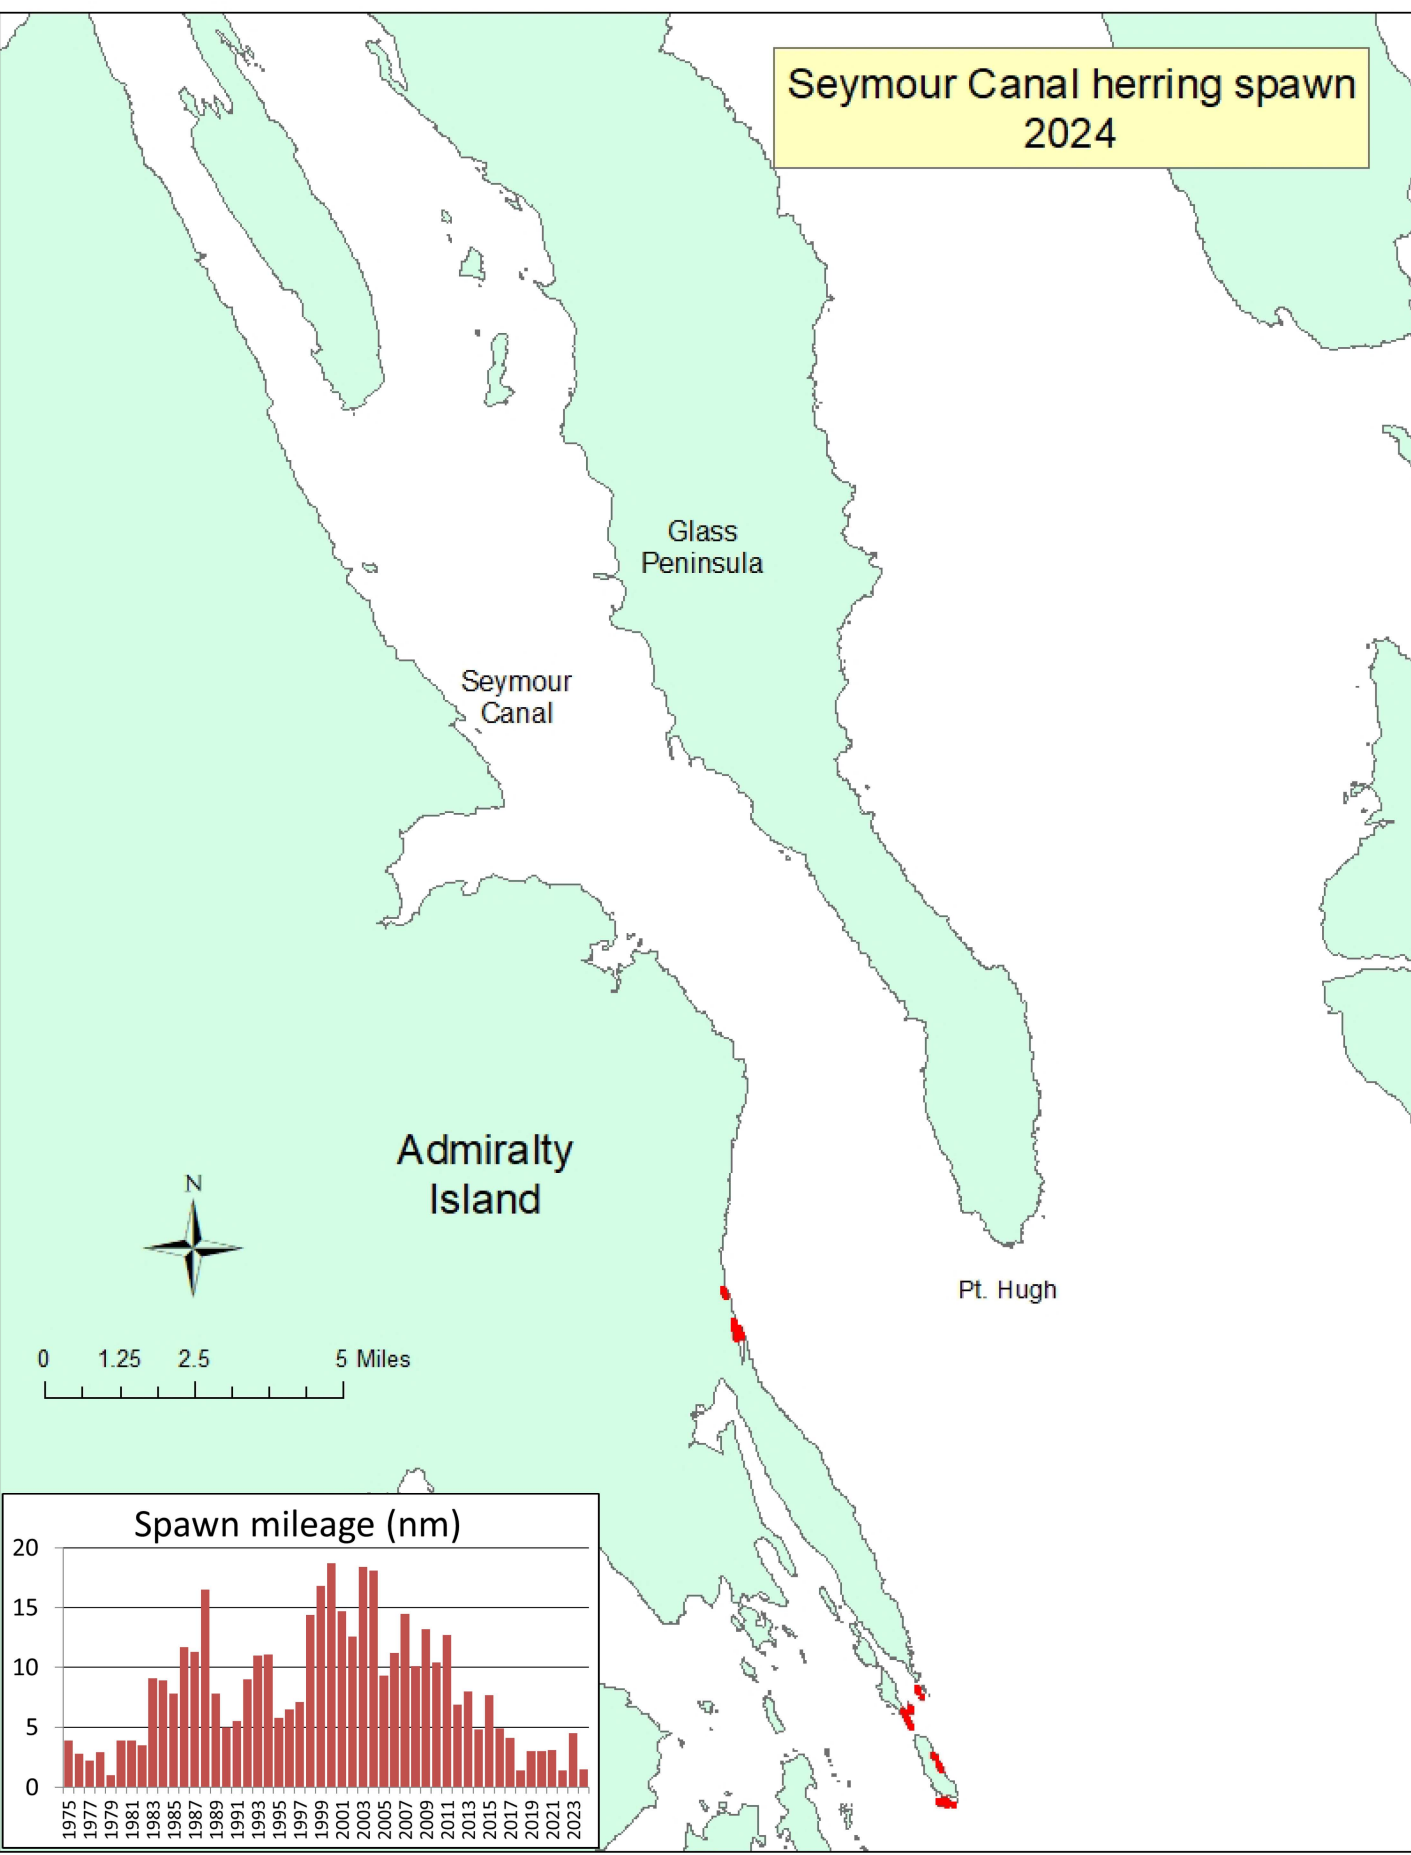 Seymour Canal herring spawn
2024
Glass
Peninsula
Seymour
Canal
Admiralty
Island
N
Pt. Hugh
0 1.25 2.5 5 Miles
Spawn mileage (nm)
20
15
10
5
0
1975 1977 1979 1981 1983 1985 1987 1989 1991 1993 1995 1997 1999 2001 2003 2005 2007 2009 2011 2013 2015 2017 2019 2021 2023